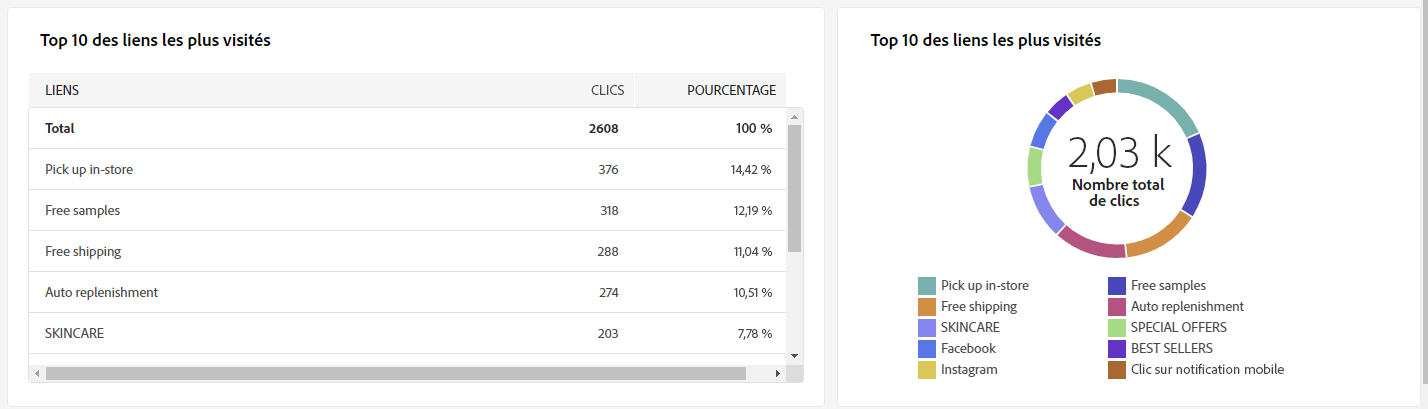 Top 10 des liens les plus visités
LIENS CLICS POURCENTAGE
Total 2608 100 %
Pick up in-store 376 14,42 %
Free samples 318 12,19 %
Free shipping 288 11,04 %
Auto replenishment 274 10,51 %
SKINCARE 203 7,78 %
Top 10 des liens les plus visités
2,03 k
Nombre total
de clics
Pick up in-store Free samples
Free shipping Auto replenishment
SKINCARE SPECIAL OFFERS
Facebook BEST SELLERS
Instagram Clic sur notification mobile